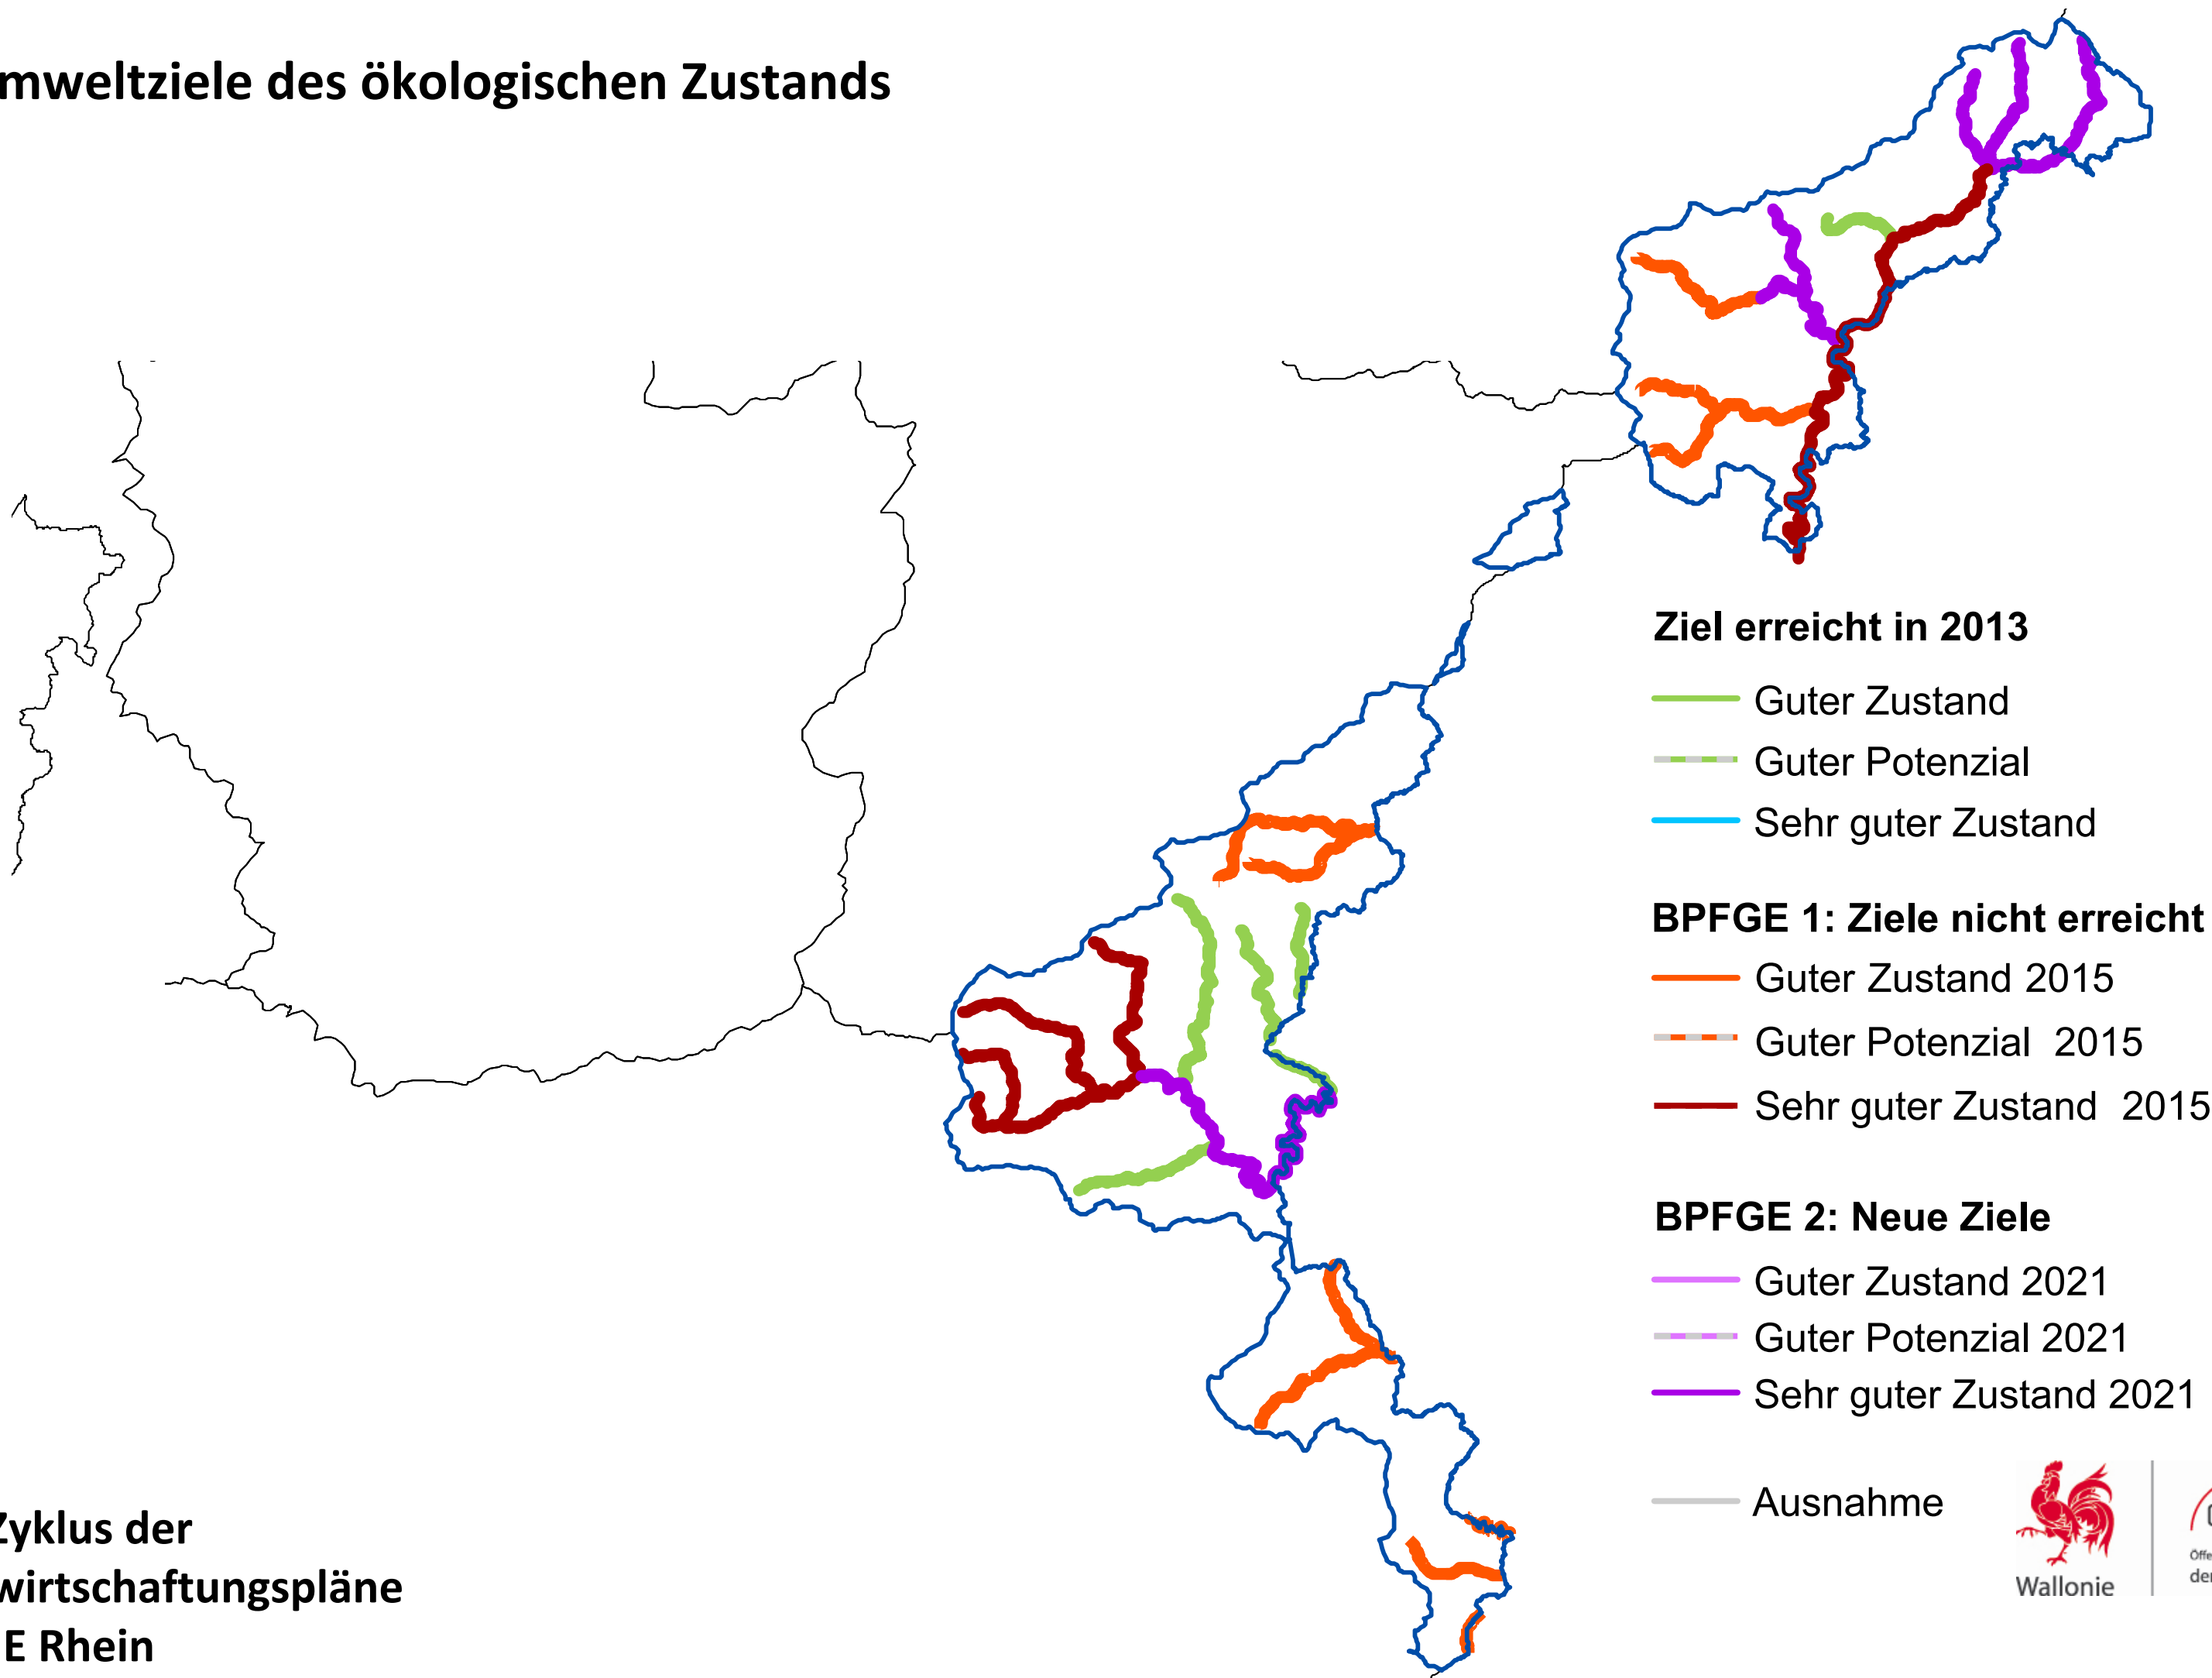 mweltziele des ökologischen Zustands
Ziel erreicht in 2013
Guter Zustand
Guter Potenzial
Sehr guter Zustand
BPFGE 1: Ziele nicht erreicht
Guter Zustand 2015
Guter Potenzial 2015
Sehr guter Zustand 2015
BPFGE 2: Neue Ziele
Guter Zustand 2021
Guter Potenzial 2021
Sehr guter Zustand 2021
Ausnahme
Zyklus der
wirtschaftungspläne
E Rhein
Wallonie